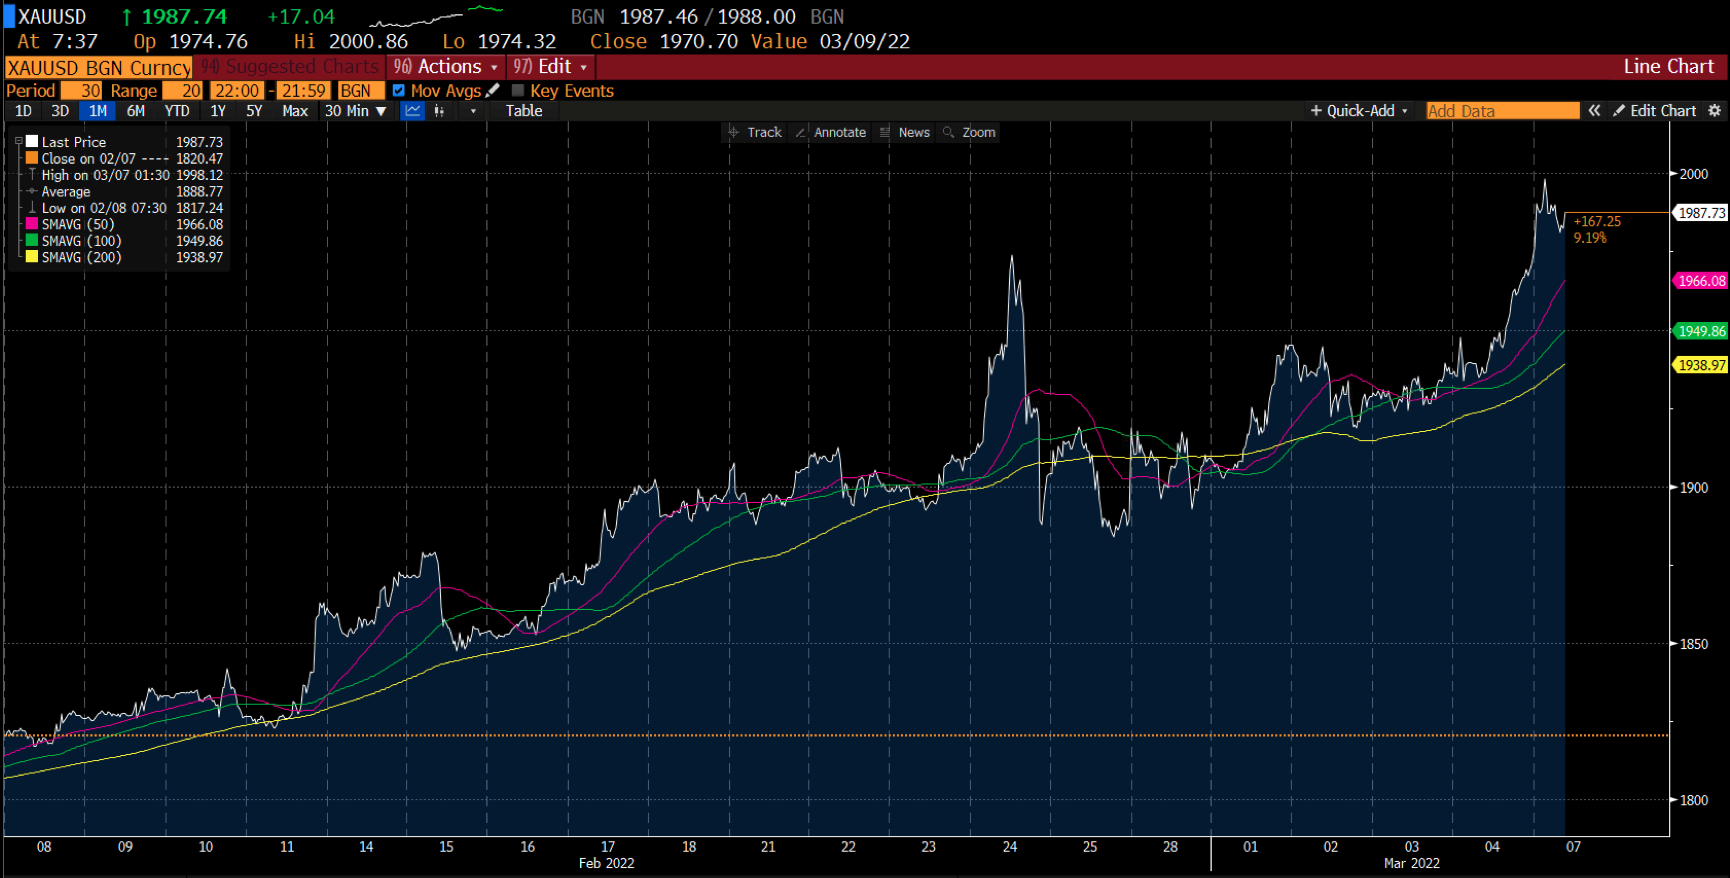 XAUUSD ↑ 1987.74 +17.04 BGN 1987.46 / 1988.00 BGN
At 7:37 Op 1974.76 Hi 2000.86 Lo 1974.32 Close 1970.70 Value 03/09/22
XAUUSD BGN Curncy 94) Suggested Charts 96) Actions 97) Edit Line Chart
Period 30 Range 20 22:00 - 21:59 BGN Mov Avgs Key Events
1D 3D 1M 6M YTD 1Y 5Y Max 30 Min ▼ Table + Quick-Add Add Data « Edit Chart
Track Annotate News Zoom
Last Price 1987.73
Close on 02/07 ---- 1820.47
High on 03/07 01:30 1998.12
Average 1888.77
Low on 02/08 07:30 1817.24
SMAVG (50) 1966.08
SMAVG (100) 1949.86
SMAVG (200) 1938.97
2000
1987.73
+167.25
9.19%
1966.08
1949.86
1938.97
1900
1850
1800
08 09 10 11 14 15 16 17 18 21 22 23 24 25 28 01 02 03 04 07
Feb 2022 Mar 2022